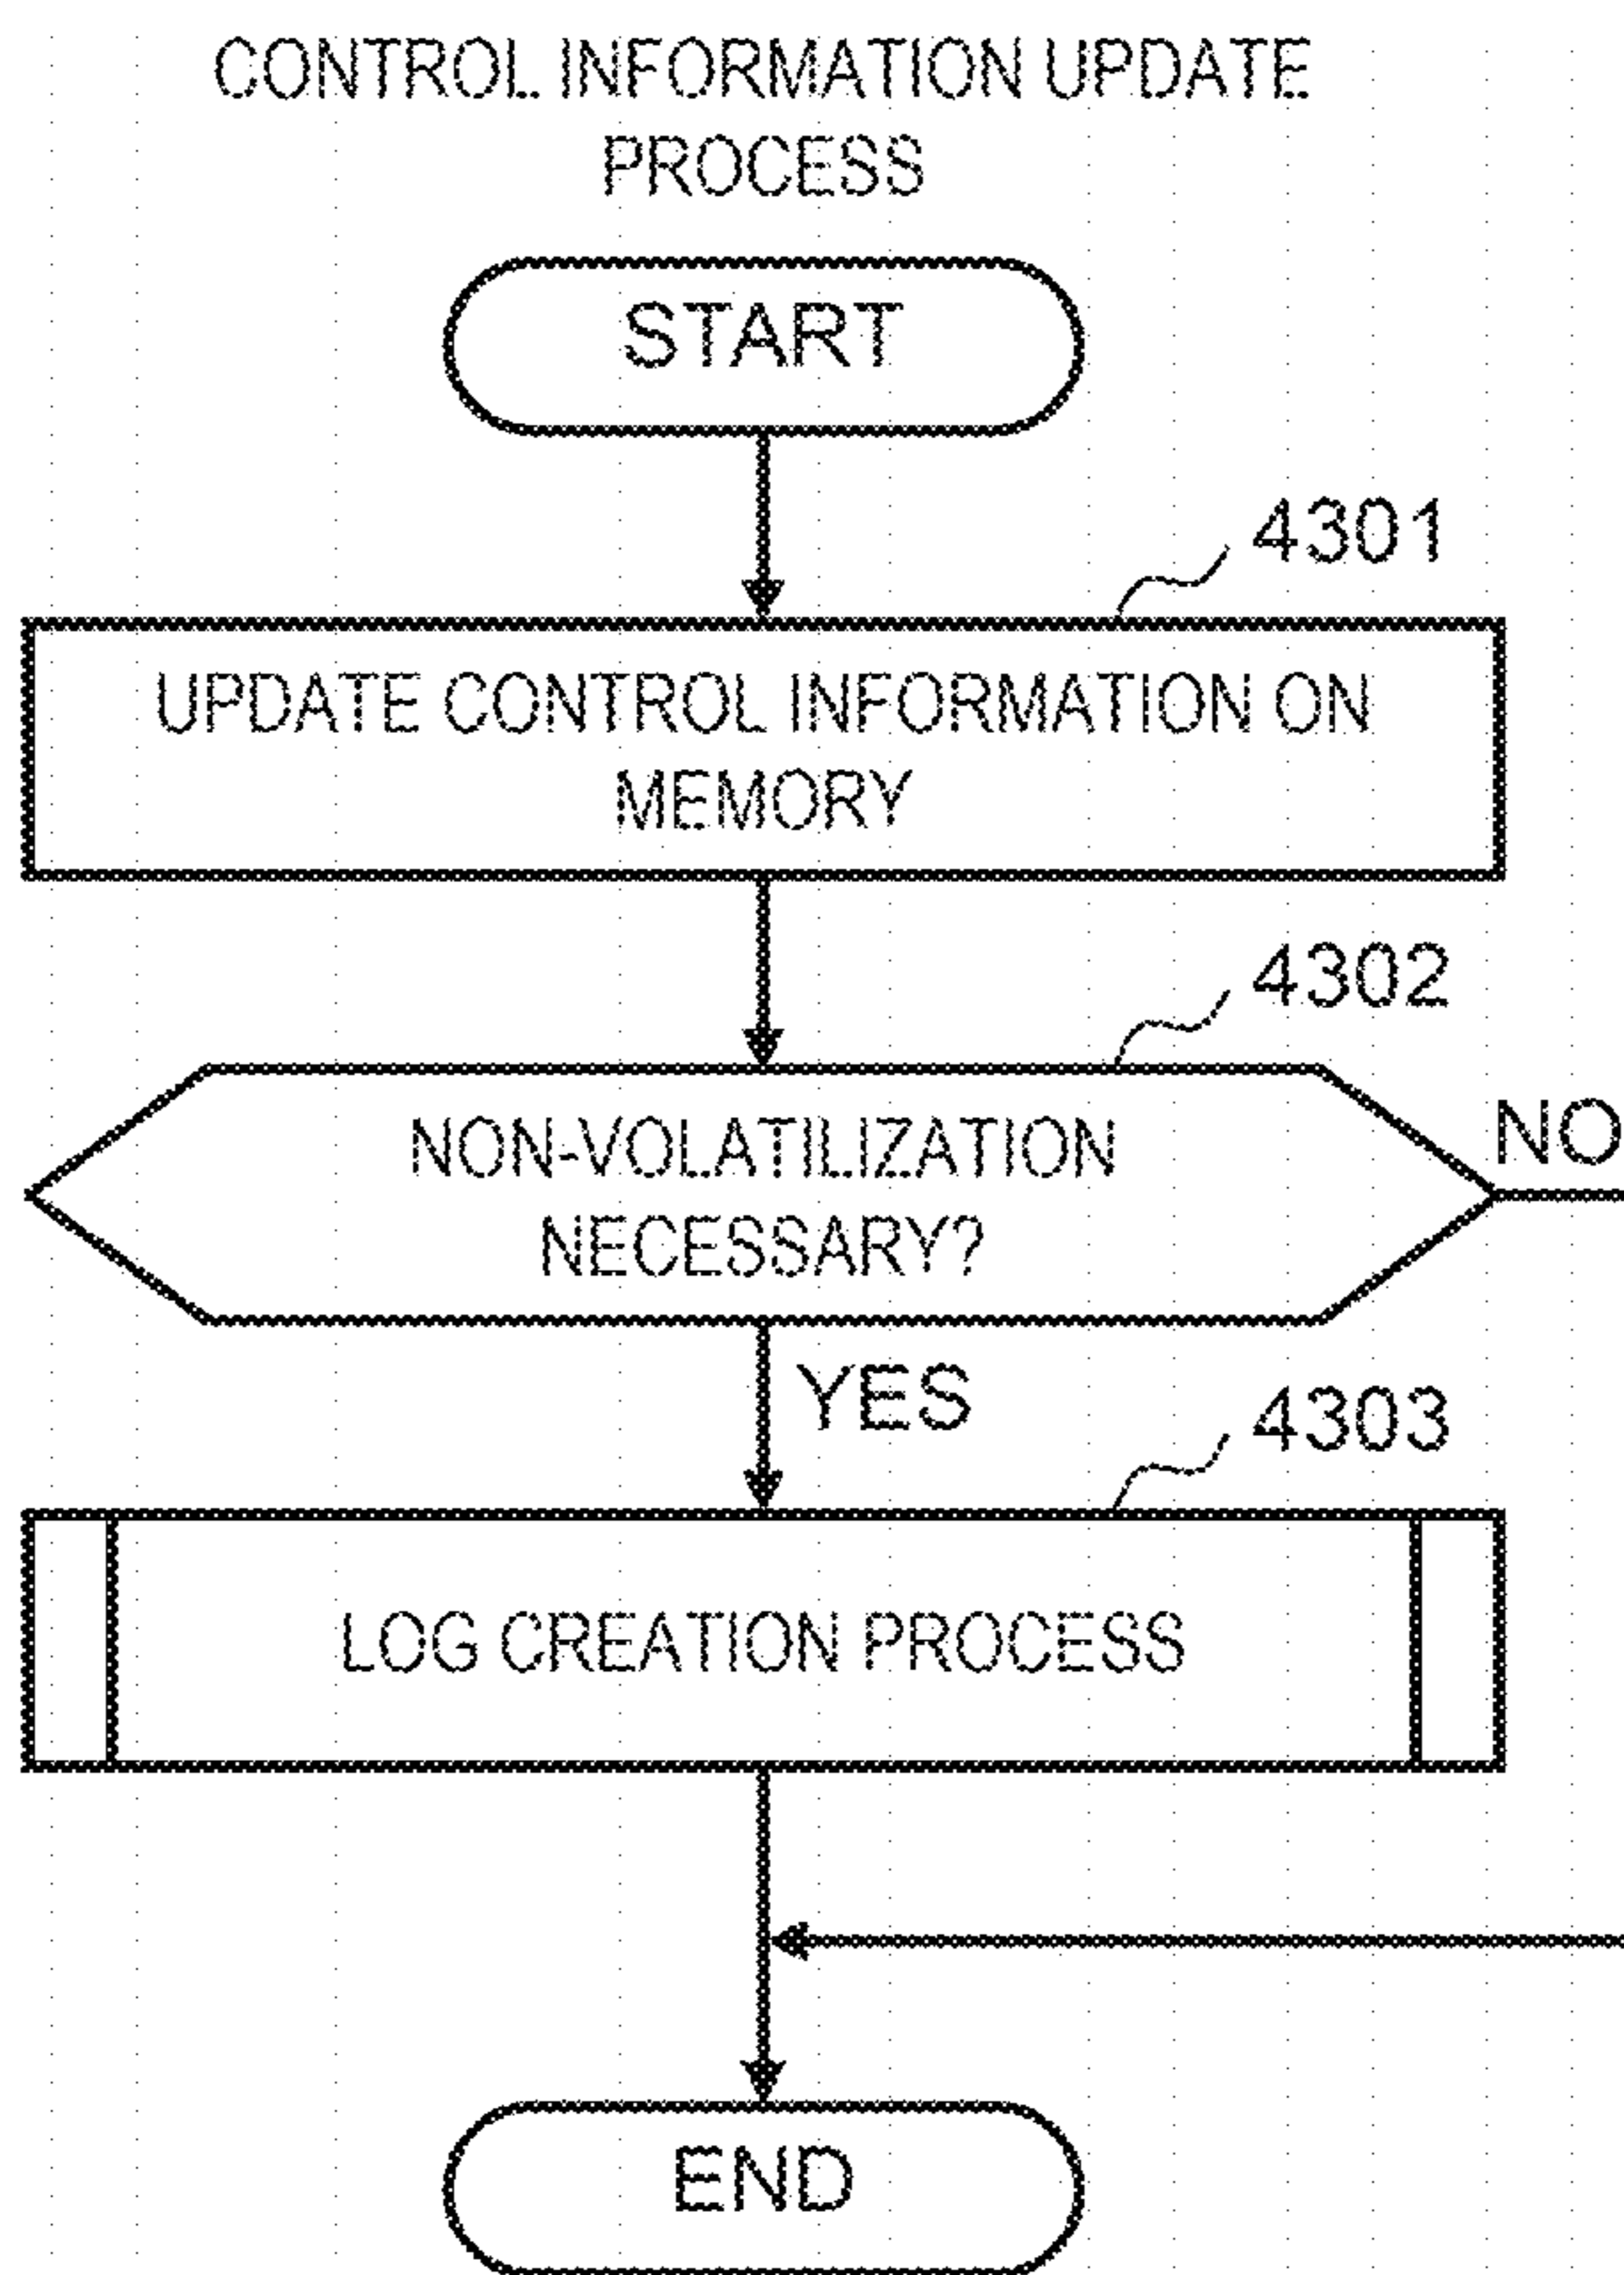 CONTROL INFORMATION UPDATE
PROCESS
START
4301
UPDATE CONTROL INFORMATION ON
MEMORY
4302
NON-VOLATILIZATION
NECESSARY?
NO
YES
4303
LOG CREATION PROCESS
END